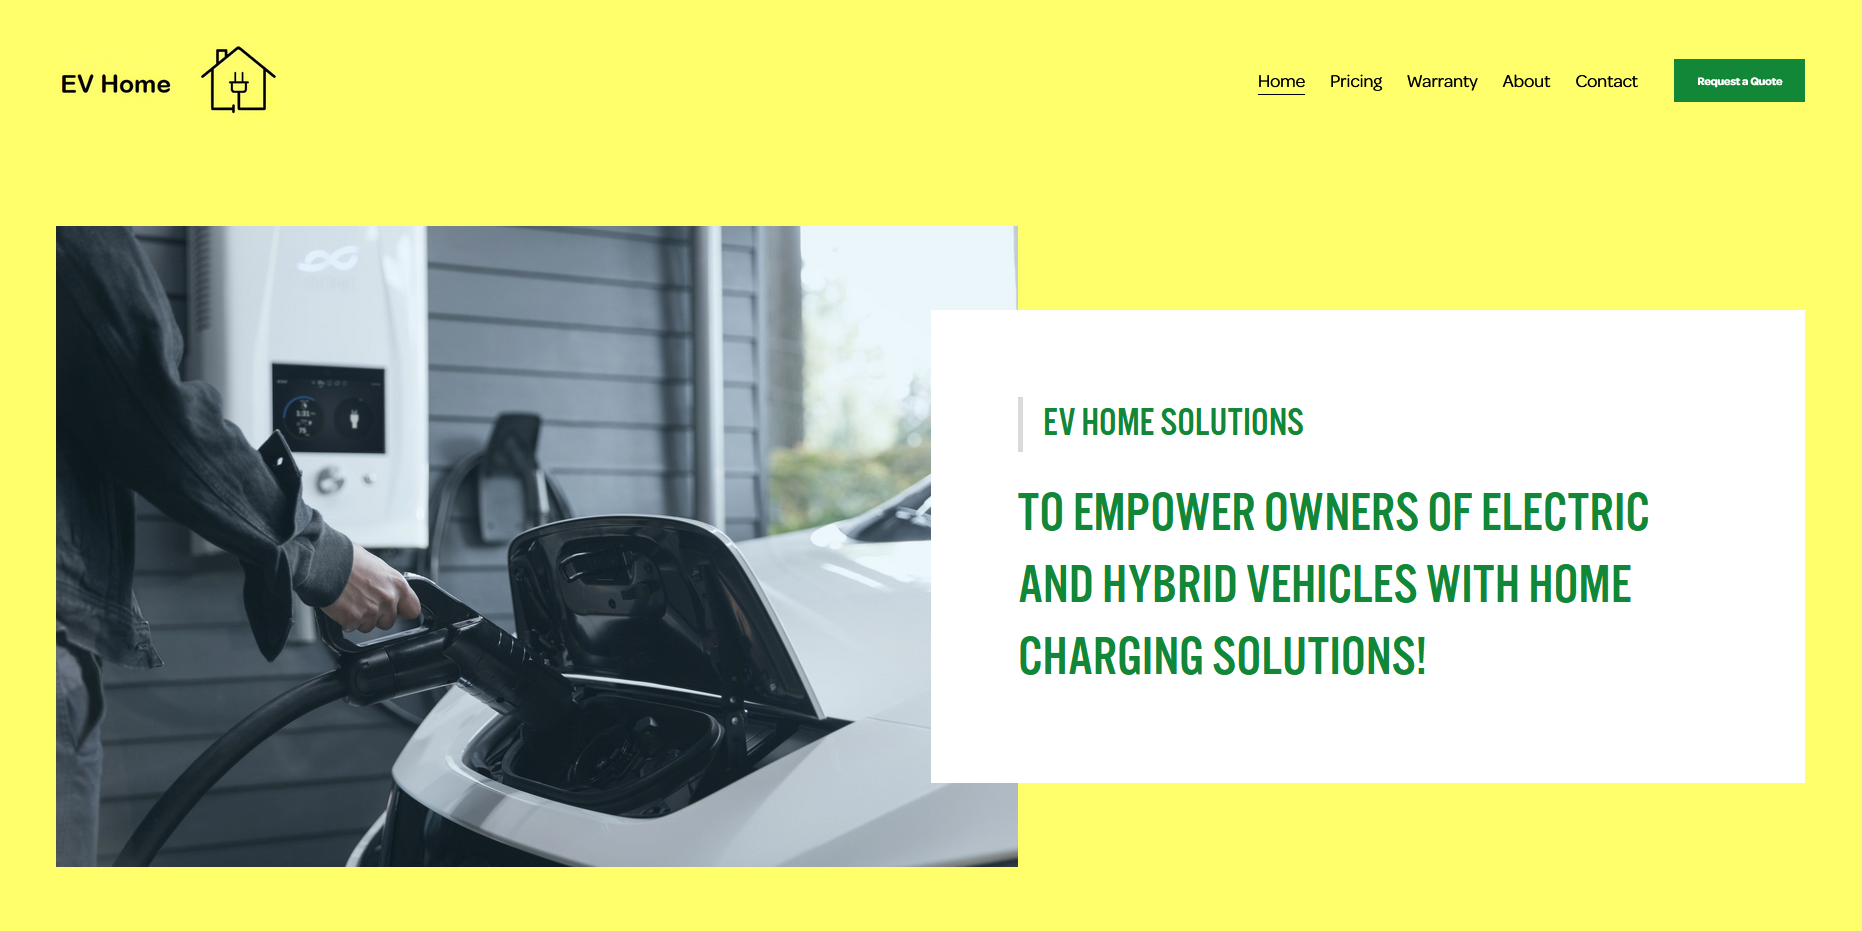 EV Home
Home Pricing Warranty About Contact Request a Quote
EV HOME SOLUTIONS
TO EMPOWER OWNERS OF ELECTRIC
AND HYBRID VEHICLES WITH HOME
CHARGING SOLUTIONS!